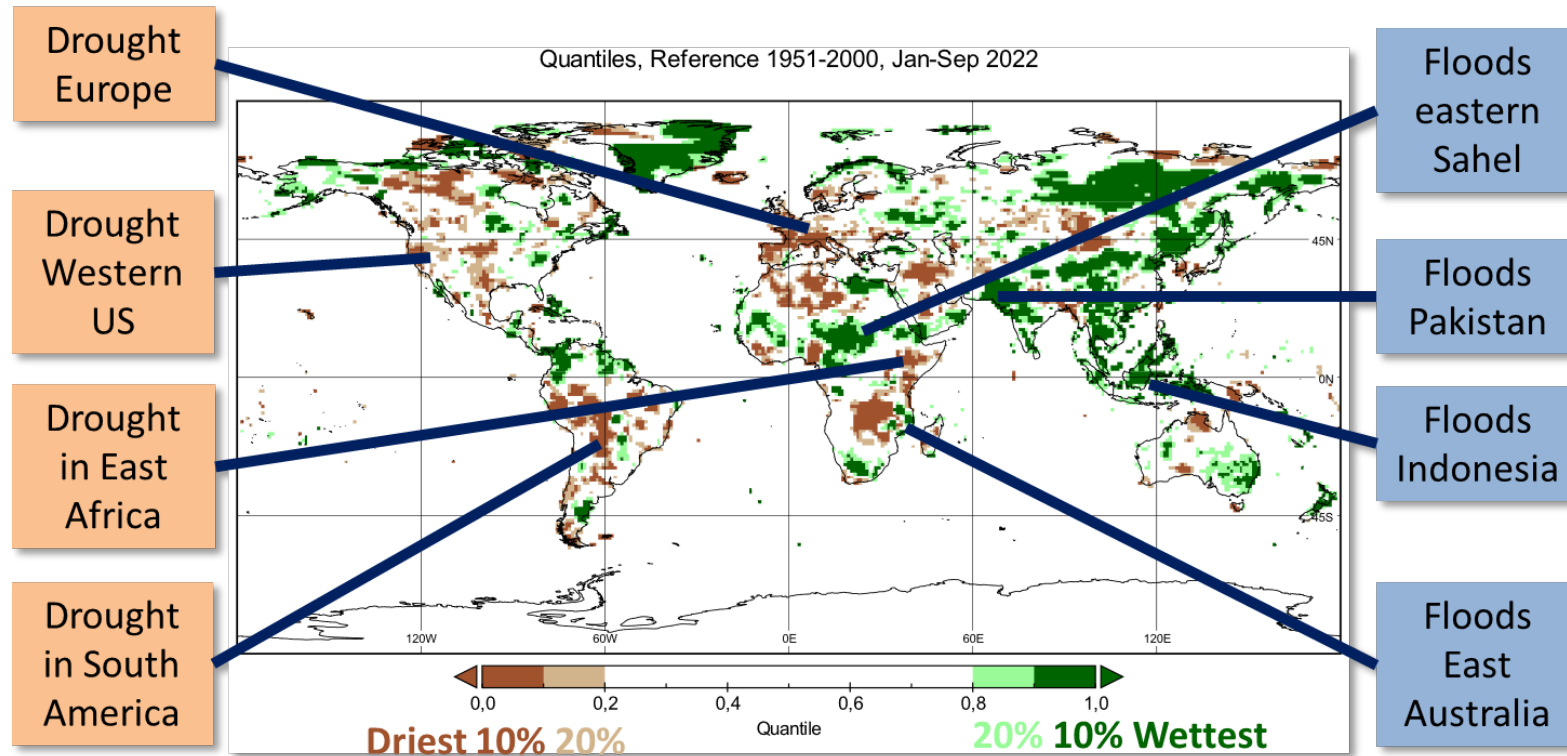 Drought
Europe
Drought
Western
US
Drought
in East
Africa
Drought
in South
America
Quantiles, Reference 1951-2000, Jan-Sep 2022
45N
0N
45S
120W
60W
0E
60E
120E
0,0
0,2
0,4
0,6
0,8
1,0
Quantile
Driest 10% 20%
20% 10% Wettest
Floods
eastern
Sahel
Floods
Pakistan
Floods
Indonesia
Floods
East
Australia